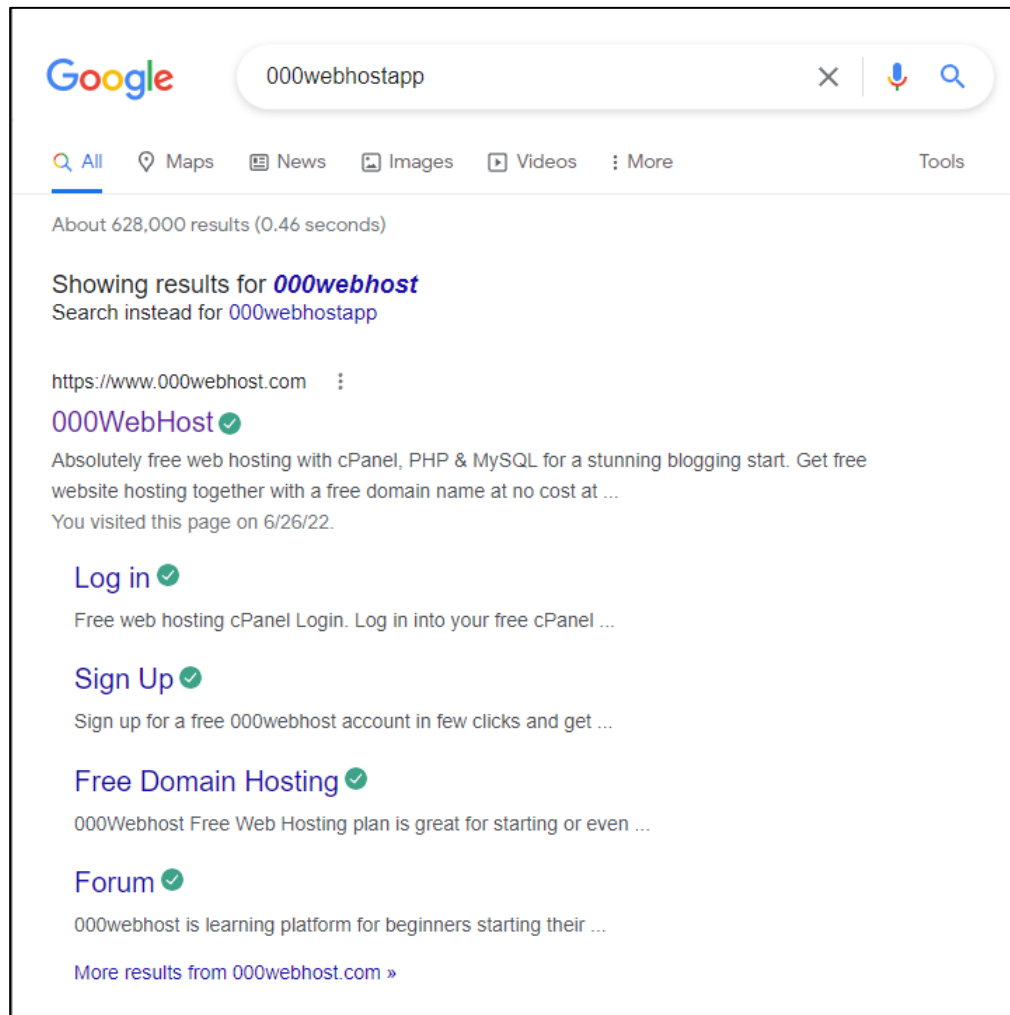 Google
000webhostapp
All Maps News Images Videos More Tools
About 628,000 results (0.46 seconds)
Showing results for 000webhost
Search instead for 000webhostapp
https://www.000webhost.com
000WebHost
Absolutely free web hosting with cPanel, PHP & MySQL for a stunning blogging start. Get free
website hosting together with a free domain name at no cost at ...
You visited this page on 6/26/22.
Log in
Free web hosting cPanel Login. Log in into your free cPanel ...
Sign Up
Sign up for a free 000webhost account in few clicks and get ...
Free Domain Hosting
000Webhost Free Web Hosting plan is great for starting or even ...
Forum
000webhost is learning platform for beginners starting their ...
More results from 000webhost.com »